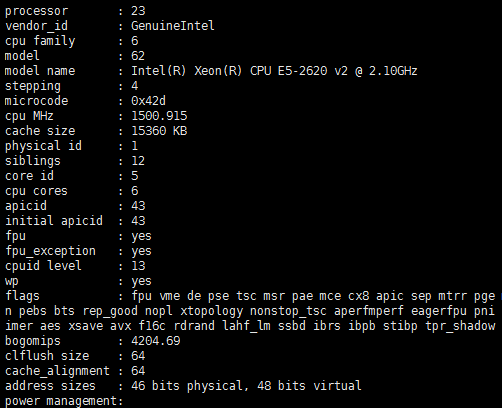 processor : 23
vendor_id : GenuineIntel
cpu family : 6
model : 62
model name : Intel(R) Xeon(R) CPU E5-2620 v2 @ 2.10GHz
stepping : 4
microcode : 0x42d
cpu MHz : 1500.915
cache size : 15360 KB
physical id : 1
siblings : 12
core id : 5
cpu cores : 6
apicid : 43
initial apicid : 43
fpu : yes
fpu_exception : yes
cpuid level : 13
wp : yes
flags : fpu vme de pse tsc msr pae mce cx8 apic sep mtrr pge
n pebs bts rep_good nopl xtopology nonstop_tsc aperfmperf eagerfpu pni
imer aes xsave avx f16c rdrand lahf_lm ssbd ibrs ibpb stibp tpr_shadow
bogomips : 4204.69
clflush size : 64
cache_alignment : 64
address sizes : 46 bits physical, 48 bits virtual
power management: